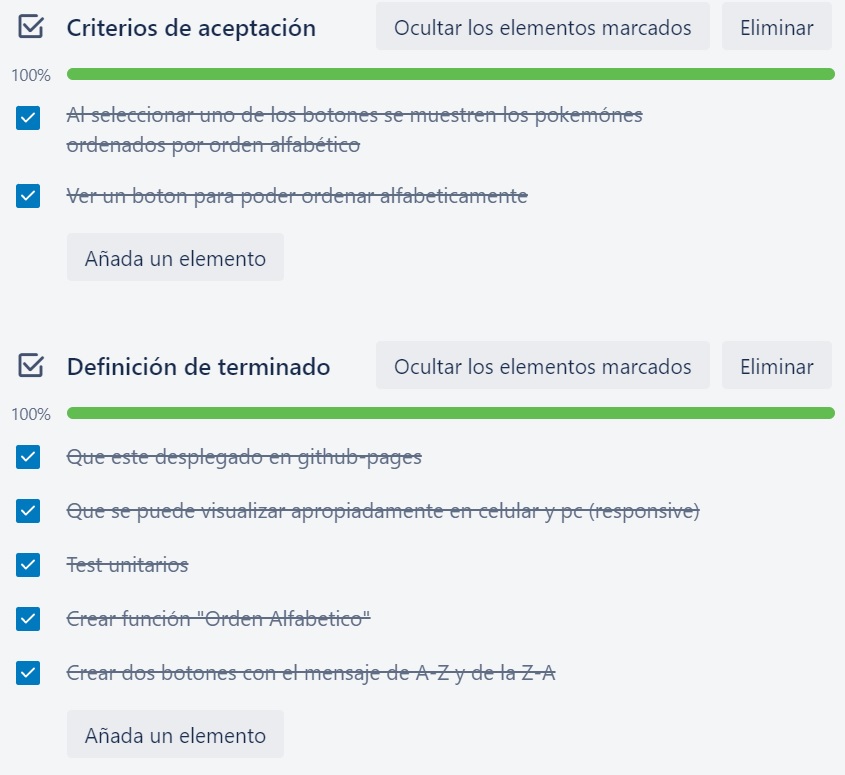 Criterios de aceptación
Ocultar los elementos marcados
Eliminar
100%
Al seleccionar uno de los botones se muestren los pokemónes
ordenados por orden alfabético
Ver un boton para poder ordenar alfabeticamente
Añada un elemento
Definición de terminado
Ocultar los elementos marcados
Eliminar
100%
Que este desplegado en github-pages
Que se puede visualizar apropiadamente en celular y pc (responsive)
Test unitarios
Crear función "Orden Alfabetico"
Crear dos botones con el mensaje de A-Z y de la Z-A
Añada un elemento